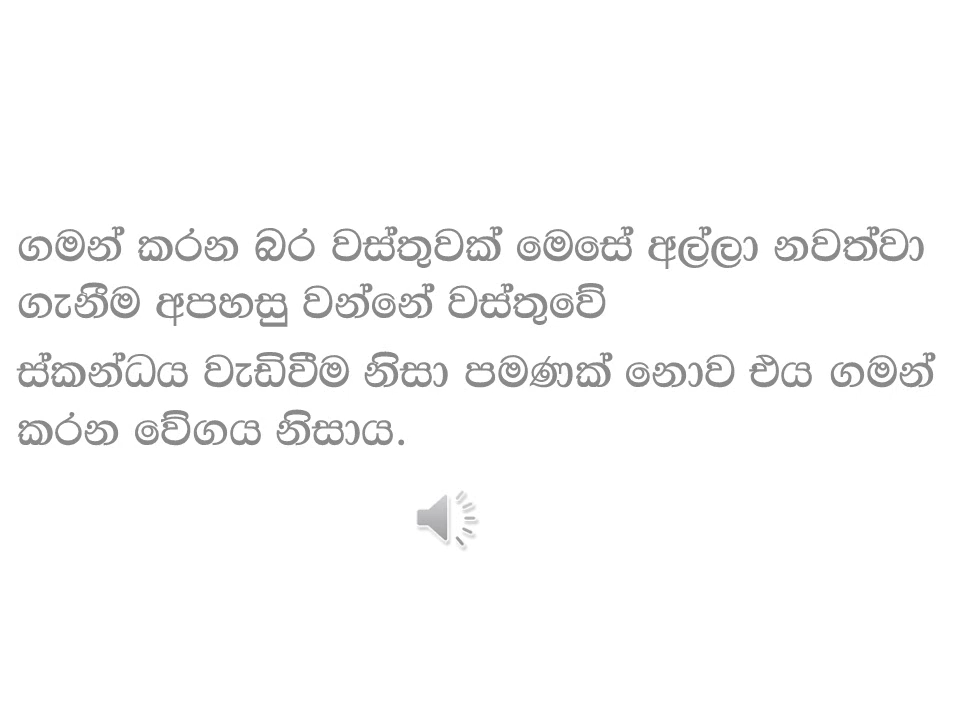 ගමන් කරන බර වස්තුවක් මෙසේ අල්ලා නවත්වා
ගැනීම අපහසු වන්නේ වස්තුවේ
ස්කන්ධය වැඩිවීම නිසා පමණක් නොව එය ගමන්
කරන වේගය නිසාය.